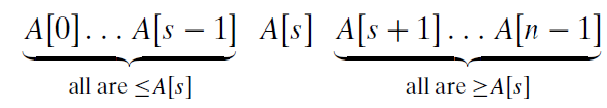 A[0] . . . A[s − 1] A[s] A[s + 1] . . . A[n − 1]
all are ≤A[s] all are ≥A[s]